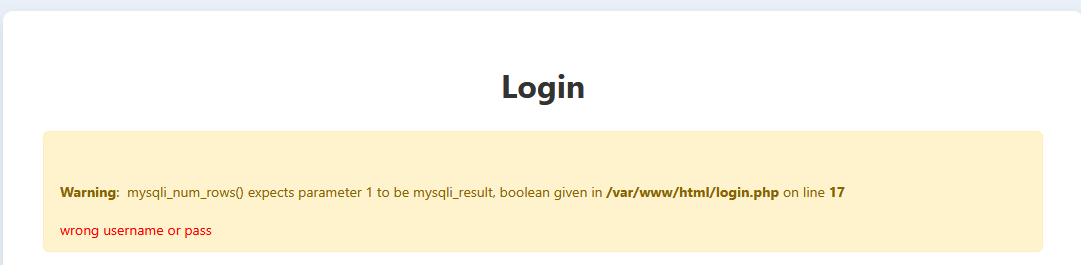 Login
Warning: mysqli_num_rows() expects parameter 1 to be mysqli_result, boolean given in /var/www/html/login.php on line 17
wrong username or pass